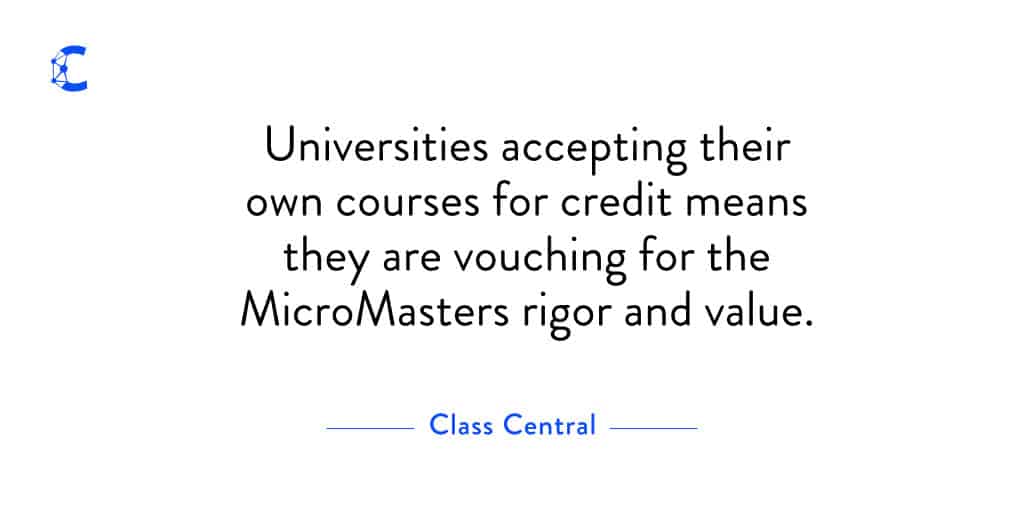 Universities accepting their
own courses for credit means
they are vouching for the
MicroMasters rigor and value.
Class Central